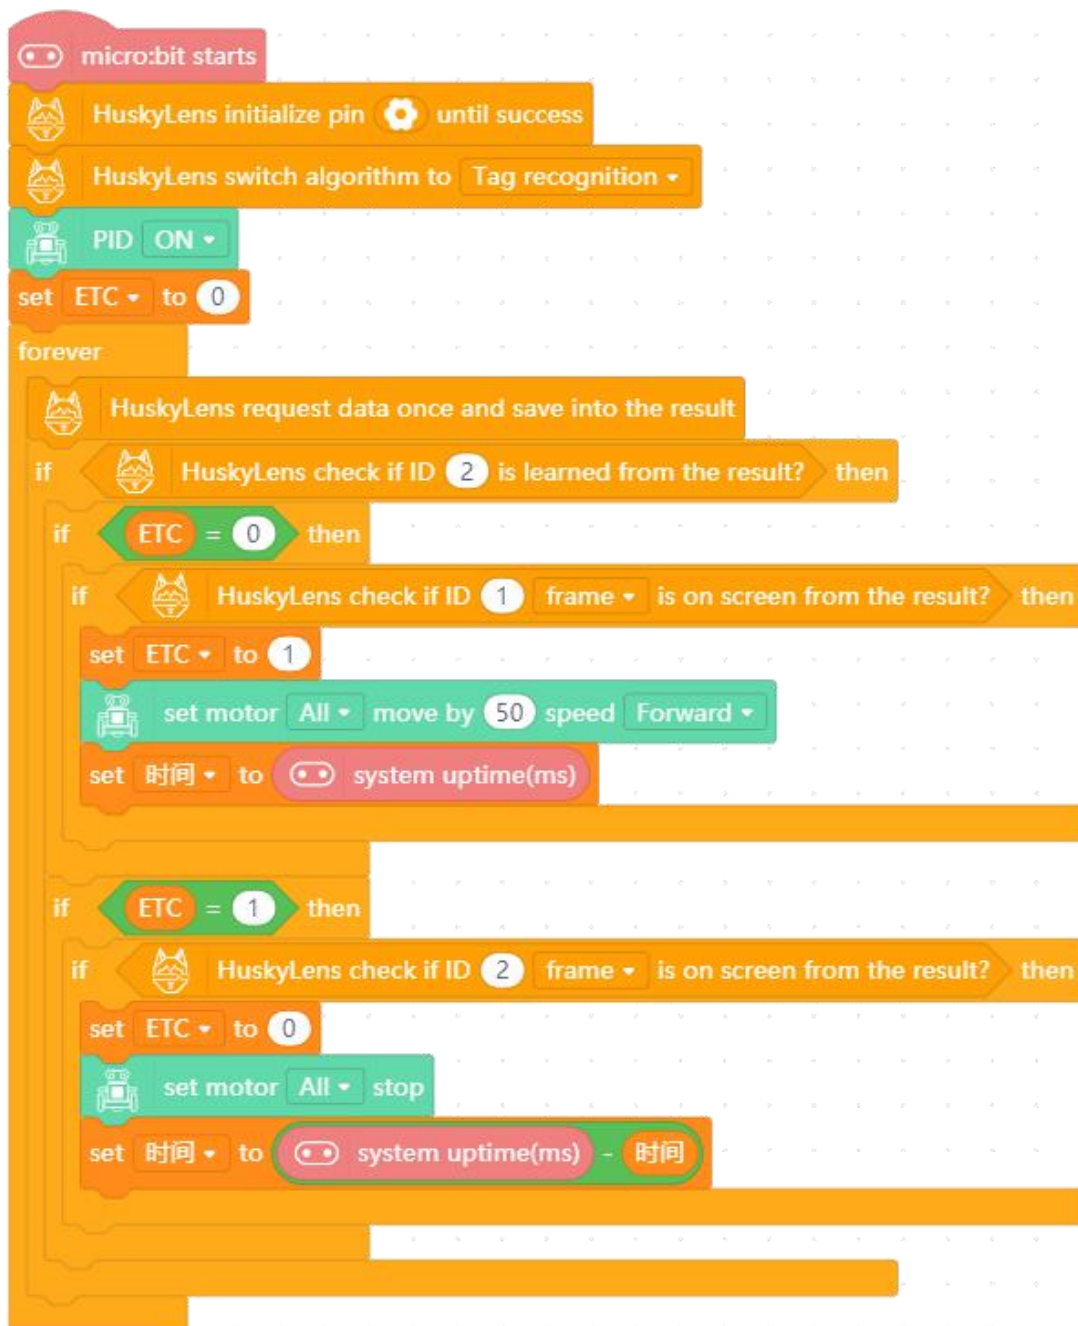 micro:bit starts
HuskyLens initialize pin until success
HuskyLens switch algorithm to Tag recognition
PID ON
set ETC to 0
forever
HuskyLens request data once and save into the result
if HuskyLens check if ID 2 is learned from the result? then
if ETC = 0 then
if HuskyLens check if ID 1 frame is on screen from the result? then
set ETC to 1
set motor All move by 50 speed Forward
set 时间 to system uptime(ms)
if ETC = 1 then
if HuskyLens check if ID 2 frame is on screen from the result? then
set ETC to 0
set motor All stop
set 时间 to system uptime(ms) - 时间